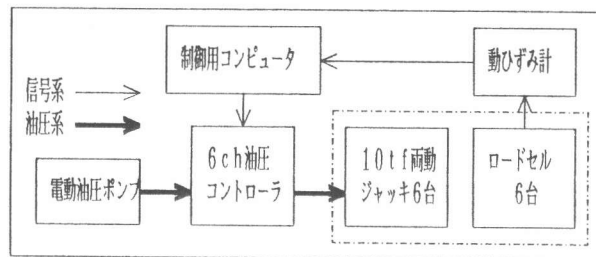 制御用コンピュータ
動ひずみ計
信号系
油圧系
6ch油圧
コントローラ
10tf両動
ジャッキ6台
ロードセル
6台
電動油圧ポンプ